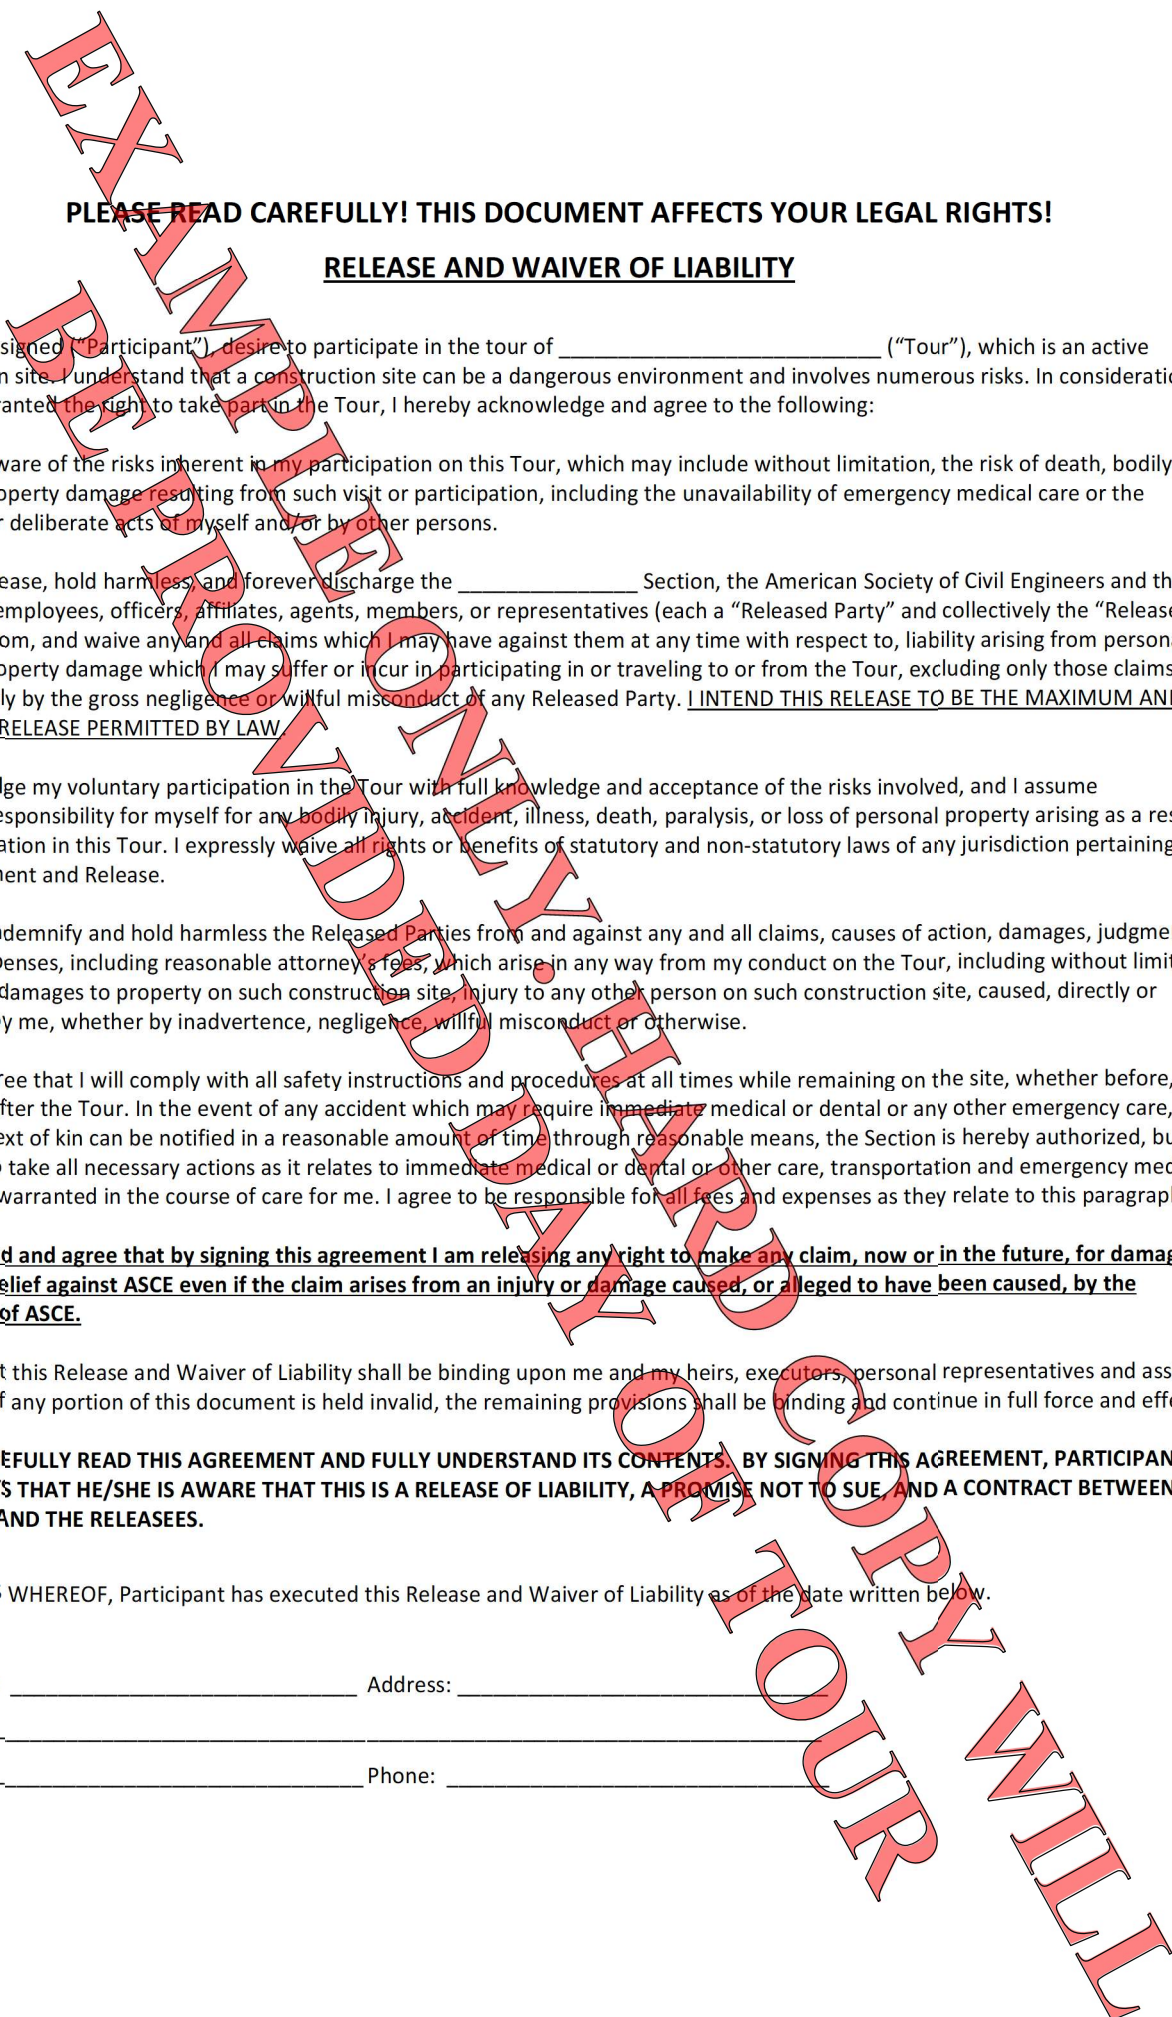 PLEASE READ CAREFULLY! THIS DOCUMENT AFFECTS YOUR LEGAL RIGHTS!
RELEASE AND WAIVER OF LIABILITY
signed (“Participant”), desire to participate in the tour of ___________________________ (“Tour”), which is an active
n site. I understand that a construction site can be a dangerous environment and involves numerous risks. In consideratio
ranted the right to take part in the Tour, I hereby acknowledge and agree to the following:
ware of the risks inherent in my participation on this Tour, which may include without limitation, the risk of death, bodily
operty damage resulting from such visit or participation, including the unavailability of emergency medical care or the
r deliberate acts of myself and/or by other persons.
ease, hold harmless, and forever discharge the _______________ Section, the American Society of Civil Engineers and th
employees, officers, affiliates, agents, members, or representatives (each a “Released Party” and collectively the “Release
om, and waive any and all claims which I may have against them at any time with respect to, liability arising from persona
operty damage which I may suffer or incur in participating in or traveling to or from the Tour, excluding only those claims
ly by the gross negligence or willful misconduct of any Released Party. I INTEND THIS RELEASE TO BE THE MAXIMUM AN
RELEASE PERMITTED BY LAW.
dge my voluntary participation in the Tour with full knowledge and acceptance of the risks involved, and I assume
esponsibility for myself for any bodily injury, accident, illness, death, paralysis, or loss of personal property arising as a res
ation in this Tour. I expressly waive all rights or benefits of statutory and non-statutory laws of any jurisdiction pertaining
ment and Release.
demnify and hold harmless the Released Parties from and against any and all claims, causes of action, damages, judgme
penses, including reasonable attorney’s fees, which arise in any way from my conduct on the Tour, including without limit
damages to property on such construction site, injury to any other person on such construction site, caused, directly or
y me, whether by inadvertence, negligence, willful misconduct or otherwise.
ree that I will comply with all safety instructions and procedures at all times while remaining on the site, whether before,
fter the Tour. In the event of any accident which may require immediate medical or dental or any other emergency care,
ext of kin can be notified in a reasonable amount of time through reasonable means, the Section is hereby authorized, bu
o take all necessary actions as it relates to immediate medical or dental or other care, transportation and emergency med
warranted in the course of care for me. I agree to be responsible for all fees and expenses as they relate to this paragrap
d and agree that by signing this agreement I am releasing any right to make any claim, now or in the future, for damag
elief against ASCE even if the claim arises from an injury or damage caused, or alleged to have been caused, by the
of ASCE.
t this Release and Waiver of Liability shall be binding upon me and my heirs, executors, personal representatives and ass
f any portion of this document is held invalid, the remaining provisions shall be binding and continue in full force and effe
EFULLY READ THIS AGREEMENT AND FULLY UNDERSTAND ITS CONTENTS. BY SIGNING THIS AGREEMENT, PARTICIPAN
S THAT HE/SHE IS AWARE THAT THIS IS A RELEASE OF LIABILITY, A PROMISE NOT TO SUE, AND A CONTRACT BETWEEN
AND THE RELEASEES.
S WHEREOF, Participant has executed this Release and Waiver of Liability as of the date written below.
_____________________________ Address: _______________________________
____________________________________________________________________
______________________________ Phone: ________________________________
EXAMPLE ONLY. HARD COPY WILL
BE PROVIDED DAY OF TOUR